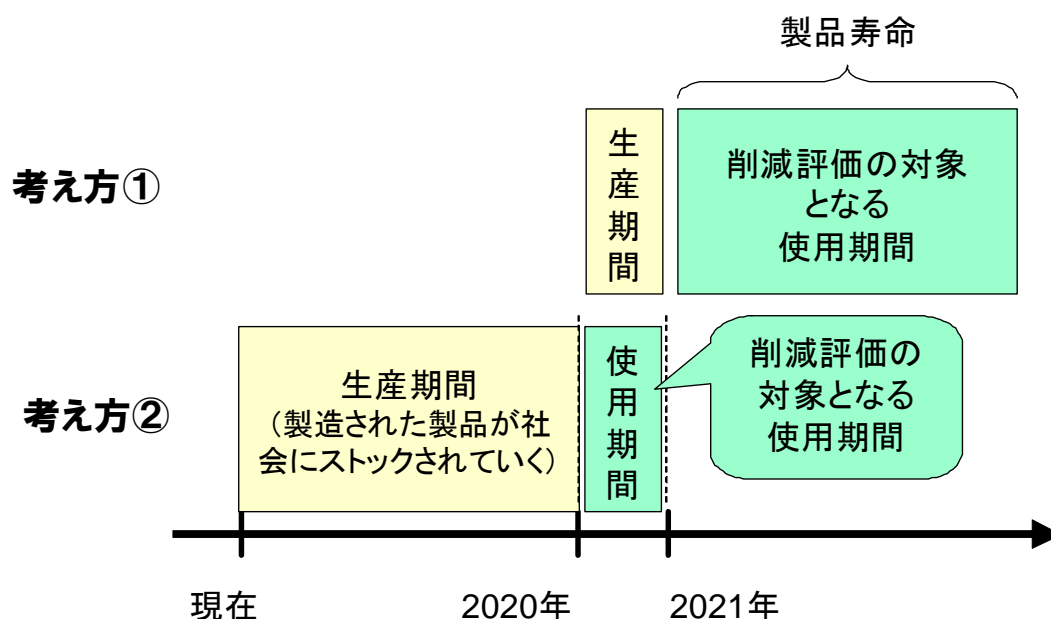 製品寿命
考え方①
生産期間
削減評価の対象
となる
使用期間
考え方②
生産期間
（製造された製品が社
会にストックされていく）
使用期間
削減評価の
対象となる
使用期間
現在
2020年
2021年